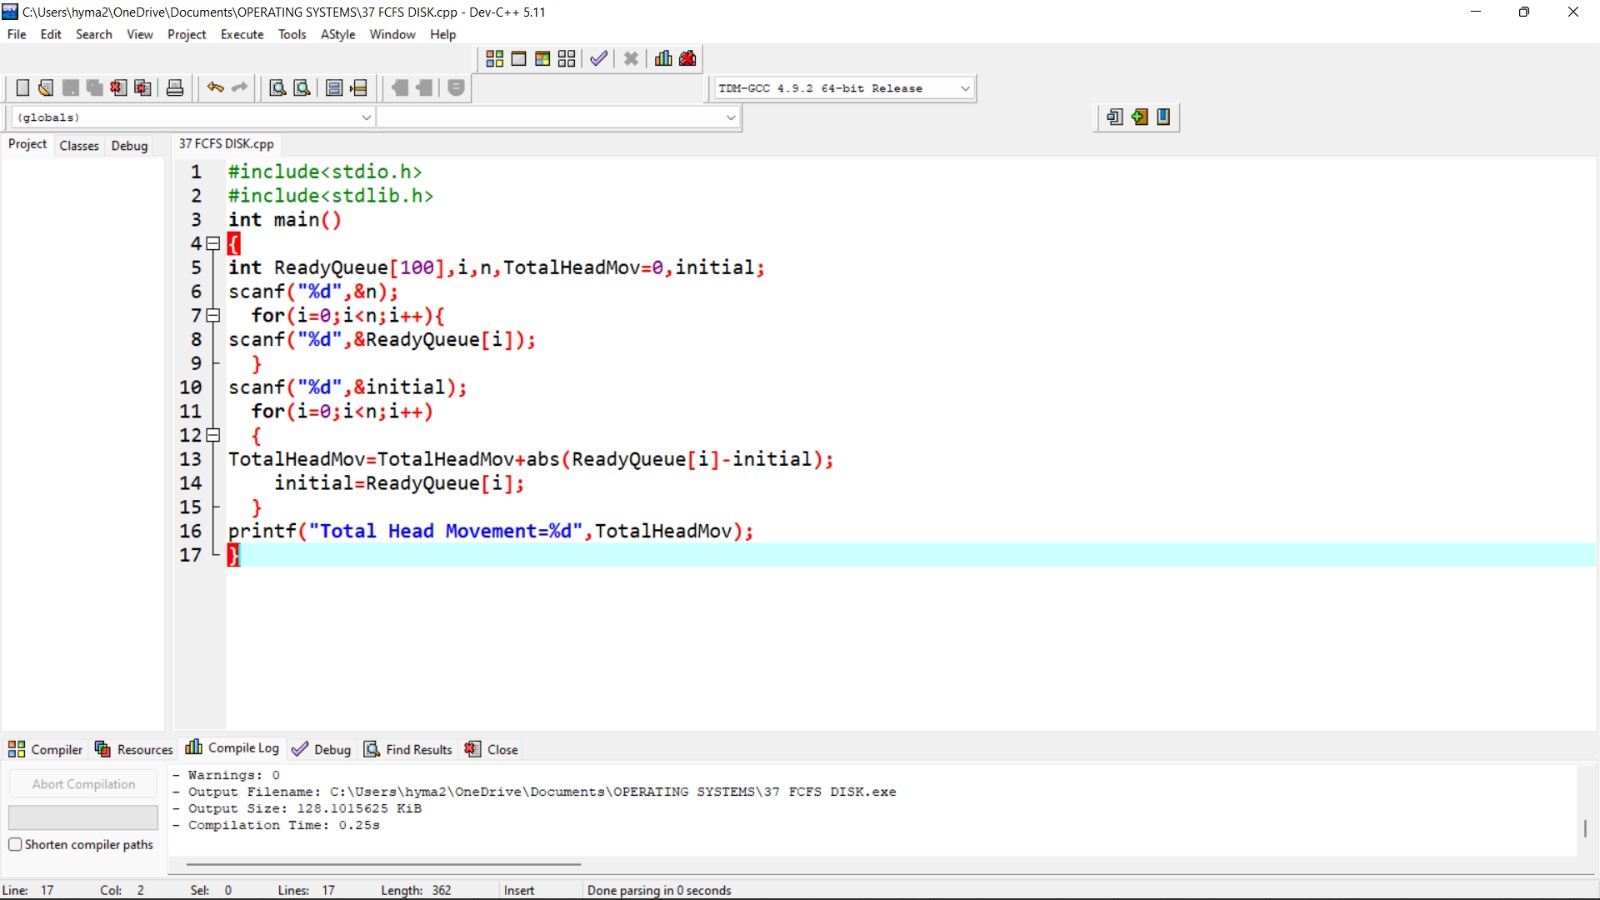 C:\Users\hyma2\OneDrive\Documents\OPERATING SYSTEMS\37 FCFS DISK.cpp - Dev-C++ 5.11
File Edit Search View Project Execute Tools AStyle Window Help
TDM-GCC 4.9.2 64-bit Release
(globals)
Project Classes Debug 37 FCFS DISK.cpp
1 #include<stdio.h>
2 #include<stdlib.h>
3 int main()
4 {
5 int ReadyQueue[100],i,n,TotalHeadMov=0,initial;
6 scanf("%d",&n);
7   for(i=0;i<n;i++){
8 scanf("%d",&ReadyQueue[i]);
9   }
10 scanf("%d",&initial);
11   for(i=0;i<n;i++)
12   {
13 TotalHeadMov=TotalHeadMov+abs(ReadyQueue[i]-initial);
14     initial=ReadyQueue[i];
15   }
16 printf("Total Head Movement=%d",TotalHeadMov);
17 }
Compiler Resources Compile Log Debug Find Results Close
Abort Compilation
Shorten compiler paths
- Warnings: 0
- Output Filename: C:\Users\hyma2\OneDrive\Documents\OPERATING SYSTEMS\37 FCFS DISK.exe
- Output Size: 128.1015625 KiB
- Compilation Time: 0.25s
Line: 17 Col: 2 Sel: 0 Lines: 17 Length: 362 Insert Done parsing in 0 seconds